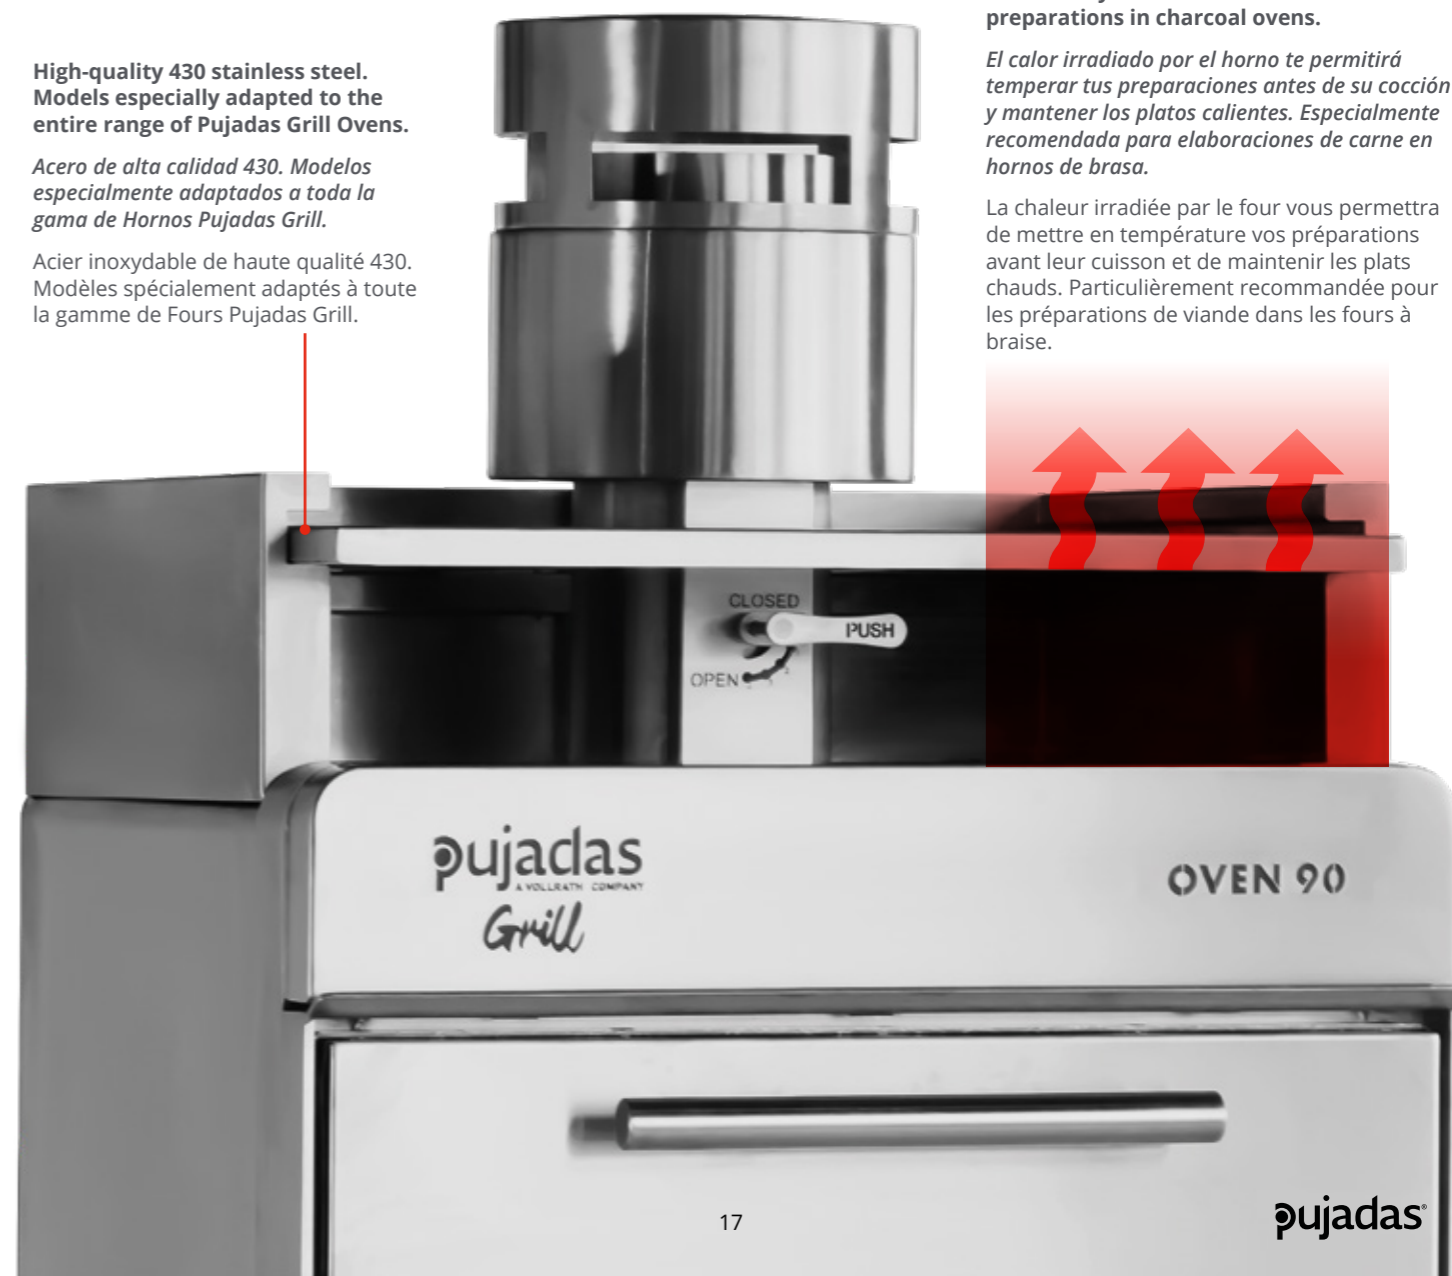 High-quality 430 stainless steel.
Models especially adapted to the
entire range of Pujadas Grill Ovens.
Acero de alta calidad 430. Modelos
especialmente adaptados a toda la
gama de Hornos Pujadas Grill.
Acier inoxydable de haute qualité 430.
Modèles spécialement adaptés à toute
la gamme de Fours Pujadas Grill.
preparations in charcoal ovens.
El calor irradiado por el horno te permitirá
temperar tus preparaciones antes de su cocción
y mantener los platos calientes. Especialmente
recomendada para elaboraciones de carne en
hornos de brasa.
La chaleur irradiée par le four vous permettra
de mettre en température vos préparations
avant leur cuisson et de maintenir les plats
chauds. Particulièrement recommandée pour
les préparations de viande dans les fours à
braise.
CLOSED
PUSH
OPEN
pujadas
A VOLLRATH COMPANY
Grill
OVEN 90
17
pujadas®